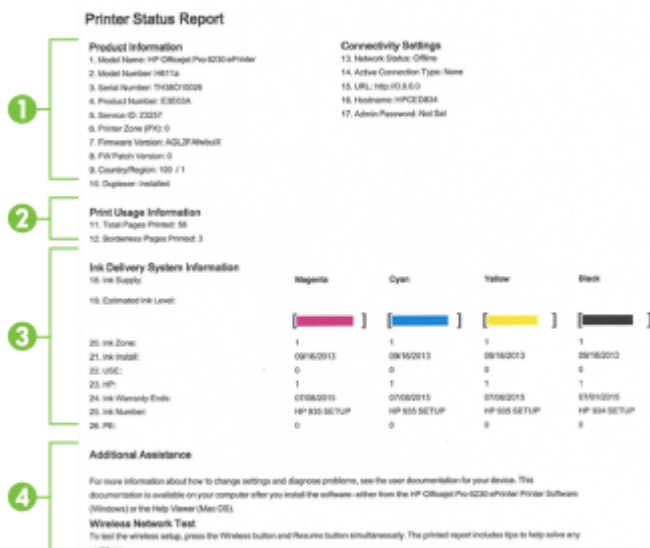 Printer Status Report
1
Product Information
1. Model Name: HP Officejet Pro 6230 ePrinter
2. Model Number: H611a
3. Serial Number: TH38O10028
4. Product Number: E3E03A
5. Service ID: 23237
6. Printer Zone (PX): 0
7. Firmware Version:
8. FW Patch Version: 0
9. Country/Region: 100 / 1
10. Duplexer: Installed
Connectivity Settings
13. Network Status: Offline
14. Active Connection Type: None
15. URL: http://0.0.0.0
16. Hostname: HPCEDB34
17. Admin Password: Not Set
2
Print Usage Information
11. Total Pages Printed: 56
12. Borderless Pages Printed: 3
3
Ink Delivery System Information
18. Ink Supply: Magenta Cyan Yellow Black
19. Estimated Ink Level:
[ ] [ ] [ ] [ ]
20. Ink Zone: 1 1 1 1
21. Ink Install: 09/16/2013 09/16/2013 09/16/2013 09/16/2013
22. USE: 0 0 0 0
23. HP: 1 1 1 1
24. Ink Warranty Ends: 07/08/2015 07/08/2015 07/08/2015 07/01/2015
25. Ink Number: HP 935 SETUP HP 935 SETUP HP 935 SETUP HP 934 SETUP
26. PE: 0 0 0 0
4
Additional Assistance
For more information about how to change settings and diagnose problems, see the user documentation for your device. This
documentation is available on your computer after you install the software- either from the HP Officejet Pro 6230 ePrinter Printer Software
(Windows) or the Help Viewer (Mac OS).
Wireless Network Test
To test the wireless setup, press the Wireless button and Resume button simultaneously. The printed report includes tips to help solve any